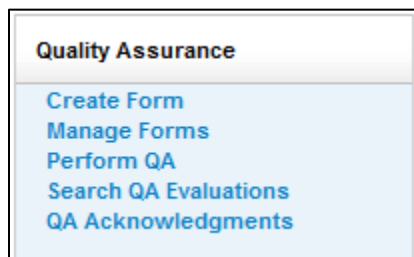 Quality Assurance
Create Form
Manage Forms
Perform QA
Search QA Evaluations
QA Acknowledgments